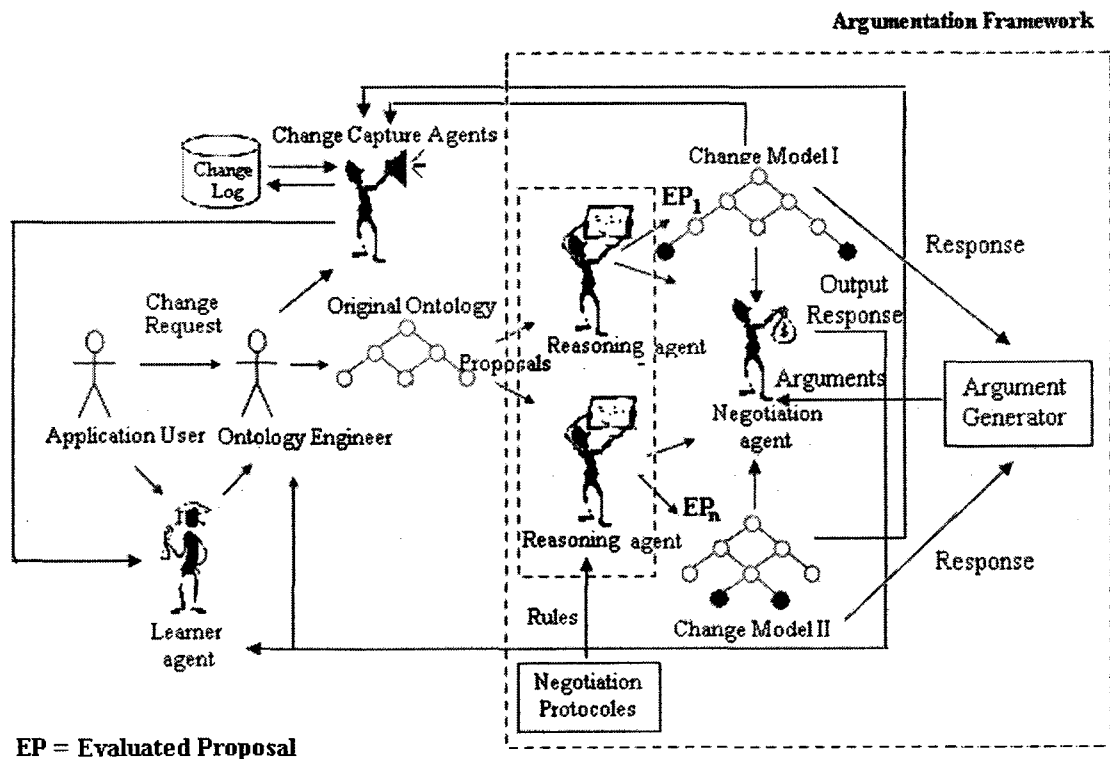 Argumentation Framework
Change Capture Agents
Change
Log
Change Model I
EP1
Response
Change
Request
Original Ontology
Output
Response
Proposals
Reasoning agent
Arguments
Argument
Generator
Application User
Ontology Engineer
Negotiation
agent
EPn
Reasoning agent
Response
Rules
Change Model II
Learner
agent
Negotiation
Protocoles
EP = Evaluated Proposal